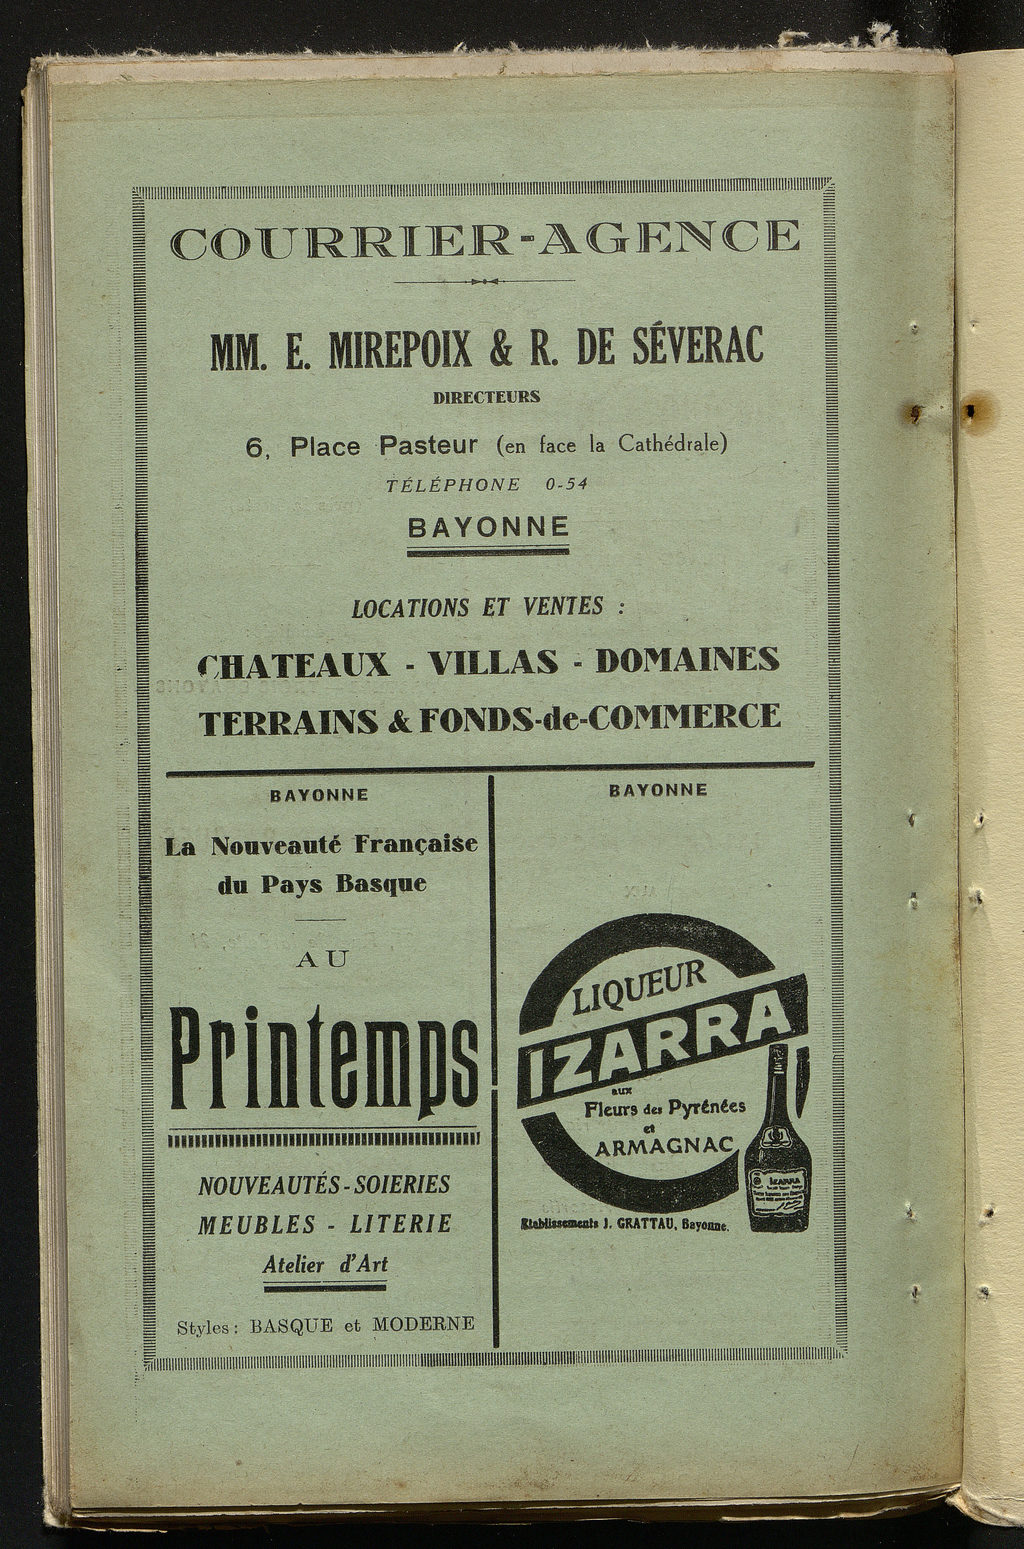 COURRIER-AGENCE
MM. E. MIREPOIX & R. DE SÉVERAC
DIRECTEURS
6, Place Pasteur (en face la Cathédrale)
TÉLÉPHONE 0-54
BAYONNE
LOCATIONS ET VENTES :
CHATEAUX - VILLAS - DOMAINES
TERRAINS & FONDS-de-COMMERCE
BAYONNE
La Nouveauté Française
du Pays Basque
AU
Printemps
NOUVEAUTÉS-SOIERIES
MEUBLES - LITERIE
Atelier d'Art
Styles : BASQUE et MODERNE
BAYONNE
LIQUEUR
IZARRA
aux
Fleurs des Pyrénées
et
ARMAGNAC
IZARRA
Etablissements J. GRATTAU, Bayonne.